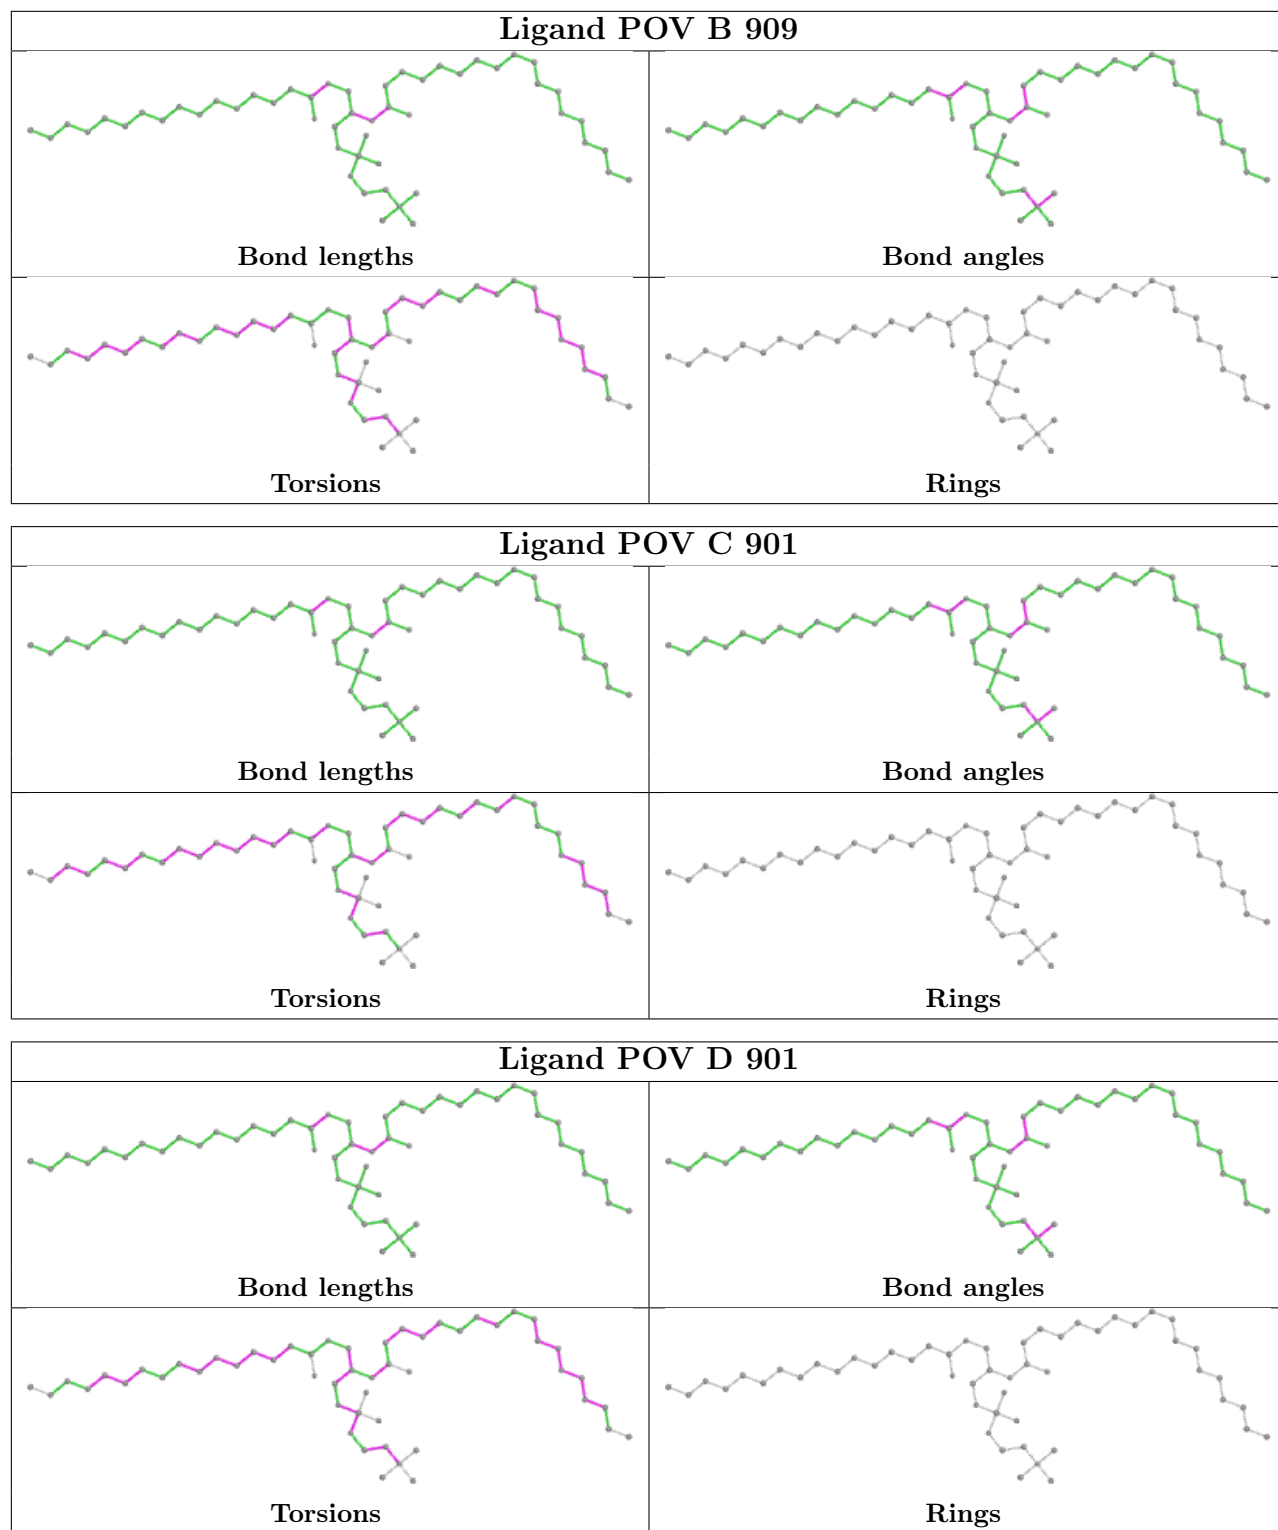 Ligand POV B 909
Bond lengths
Bond angles
Torsions
Rings
Ligand POV C 901
Bond lengths
Bond angles
Torsions
Rings
Ligand POV D 901
Bond lengths
Bond angles
Torsions
Rings